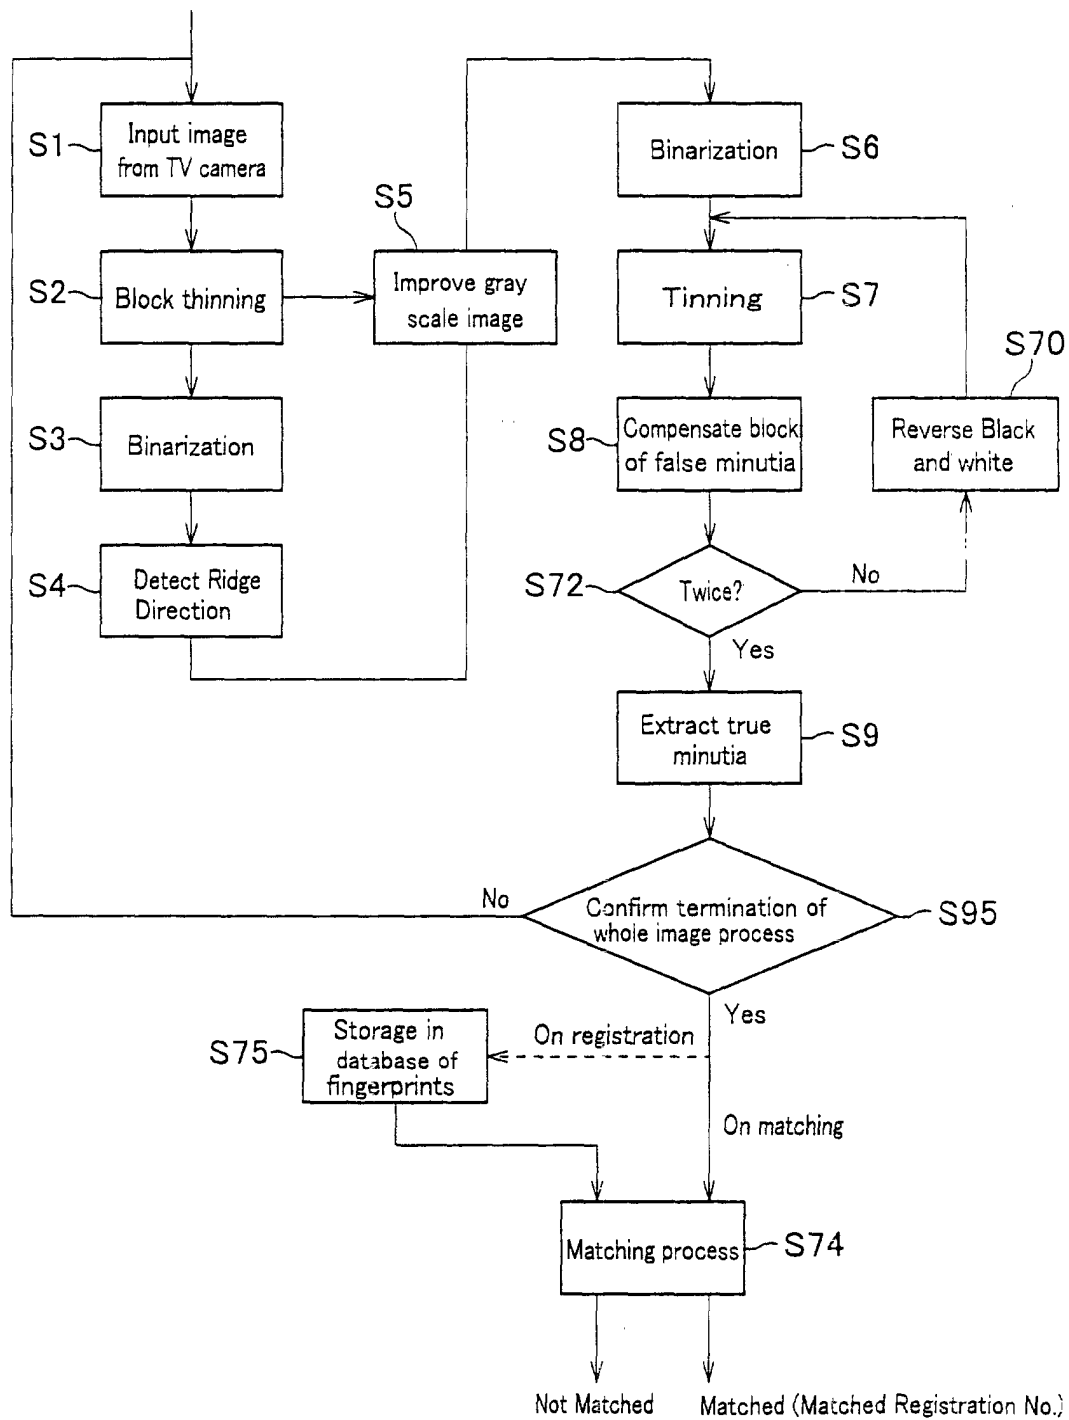 S1
Input image
from TV camera
S2
Block thinning
S3
Binarization
S4
Detect Ridge
Direction
S5
Improve gray
scale image
S6
Binarization
S7
Tinning
S8
Compensate block
of false minutia
S70
Reverse Black
and white
S72
Twice?
No
Yes
S9
Extract true
minutia
S95
Confirm termination of
whole image process
No
Yes
S75
Storage in
database of
fingerprints
On registration
On matching
S74
Matching process
Not Matched
Matched (Matched Registration No.)